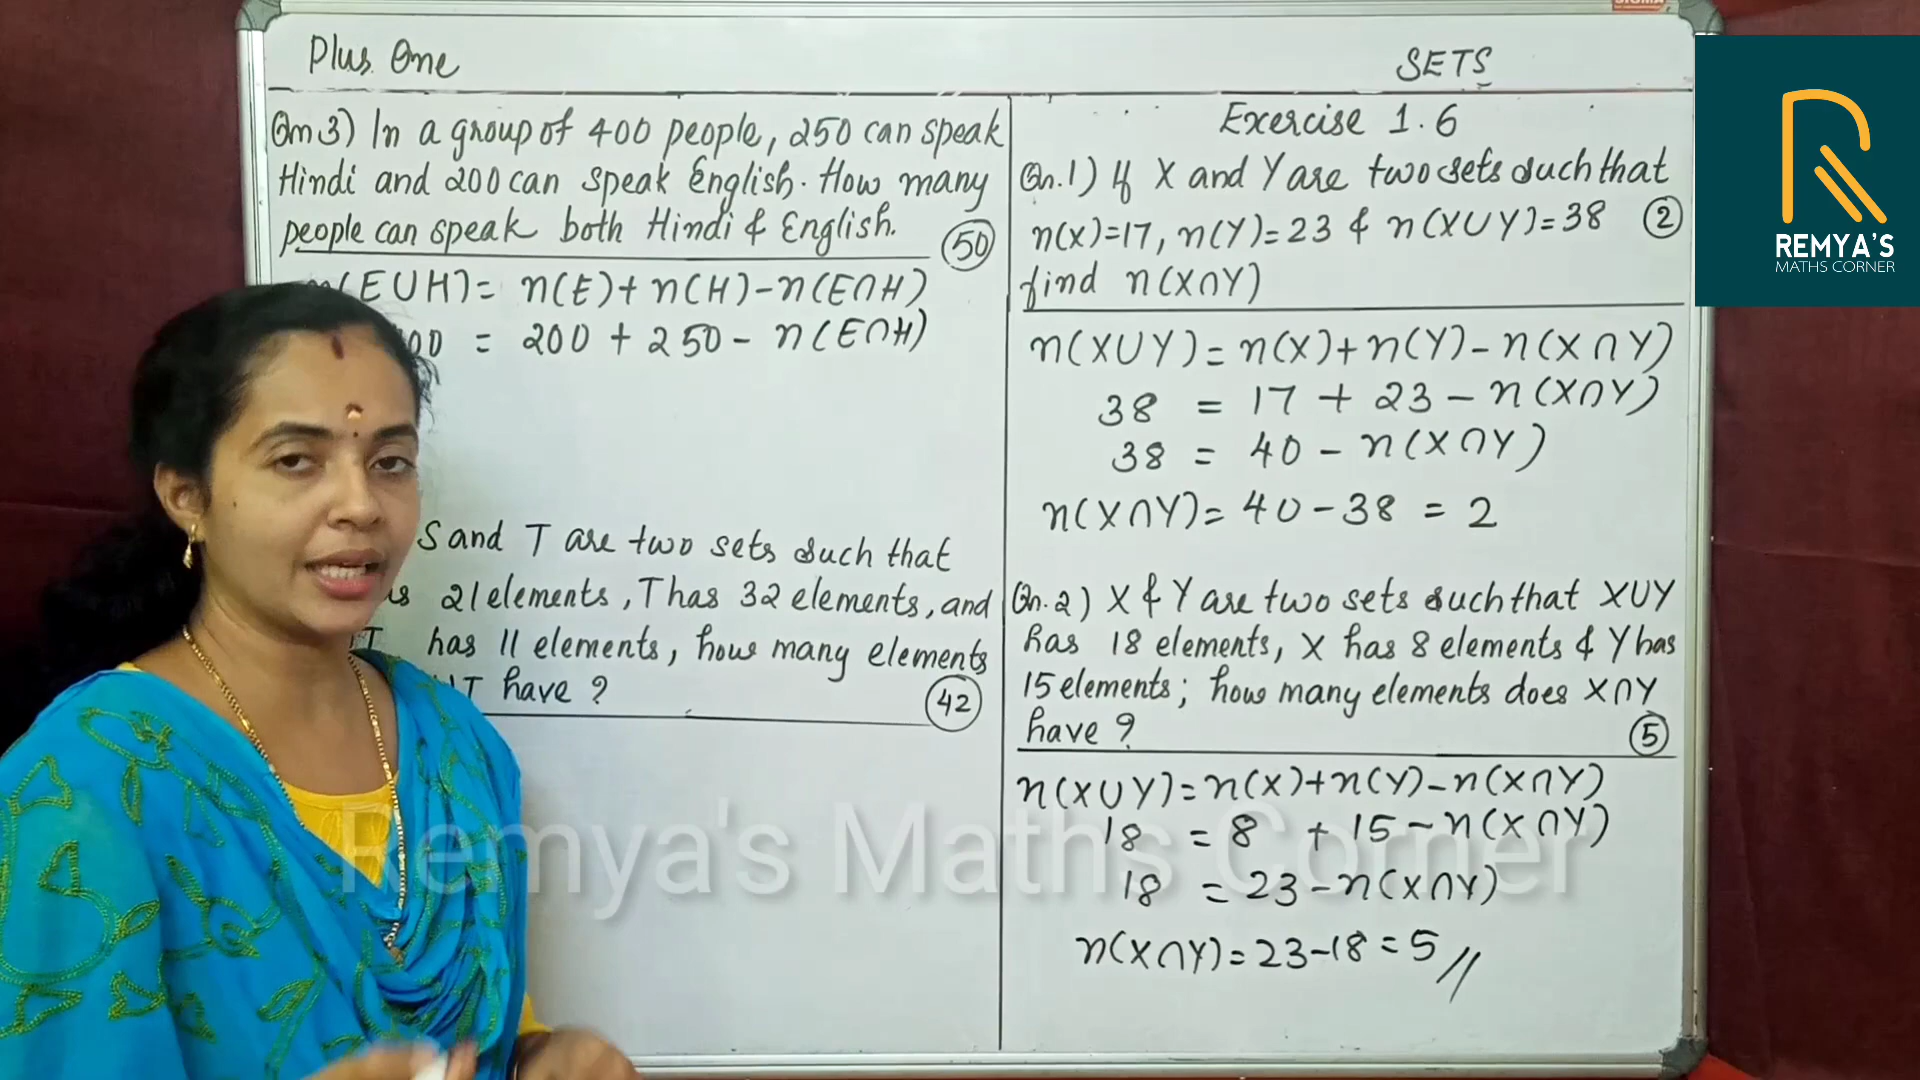 Plus One
SETS
Qn 3) In a group of 400 people, 250 can speak
Hindi and 200 can speak English. How many
people can speak both Hindi & English.
50
(EUH) = n(E) + n(H) - n(E∩H)
00 = 200 + 250 - n(E∩H)
S and T are two sets such that
21 elements, T has 32 elements, and
T has 11 elements, how many elements
UT have ?
42
Exercise 1.6
Qn.1) If X and Y are two sets such that
n(X)=17, n(Y)=23 & n(XUY)=38
2
find n(X∩Y)
n(XUY) = n(X) + n(Y) - n(X∩Y)
38 = 17 + 23 - n(X∩Y)
38 = 40 - n(X∩Y)
n(X∩Y) = 40 - 38 = 2
Qn.2) X & Y are two sets such that XUY
has 18 elements, X has 8 elements & Y has
15 elements; how many elements does X∩Y
have ?
5
n(XUY) = n(X) + n(Y) - n(X∩Y)
18 = 8 + 15 - n(X∩Y)
18 = 23 - n(X∩Y)
n(X∩Y) = 23 - 18 = 5 //
REMYA'S
MATHS CORNER
Remya's Maths Corner